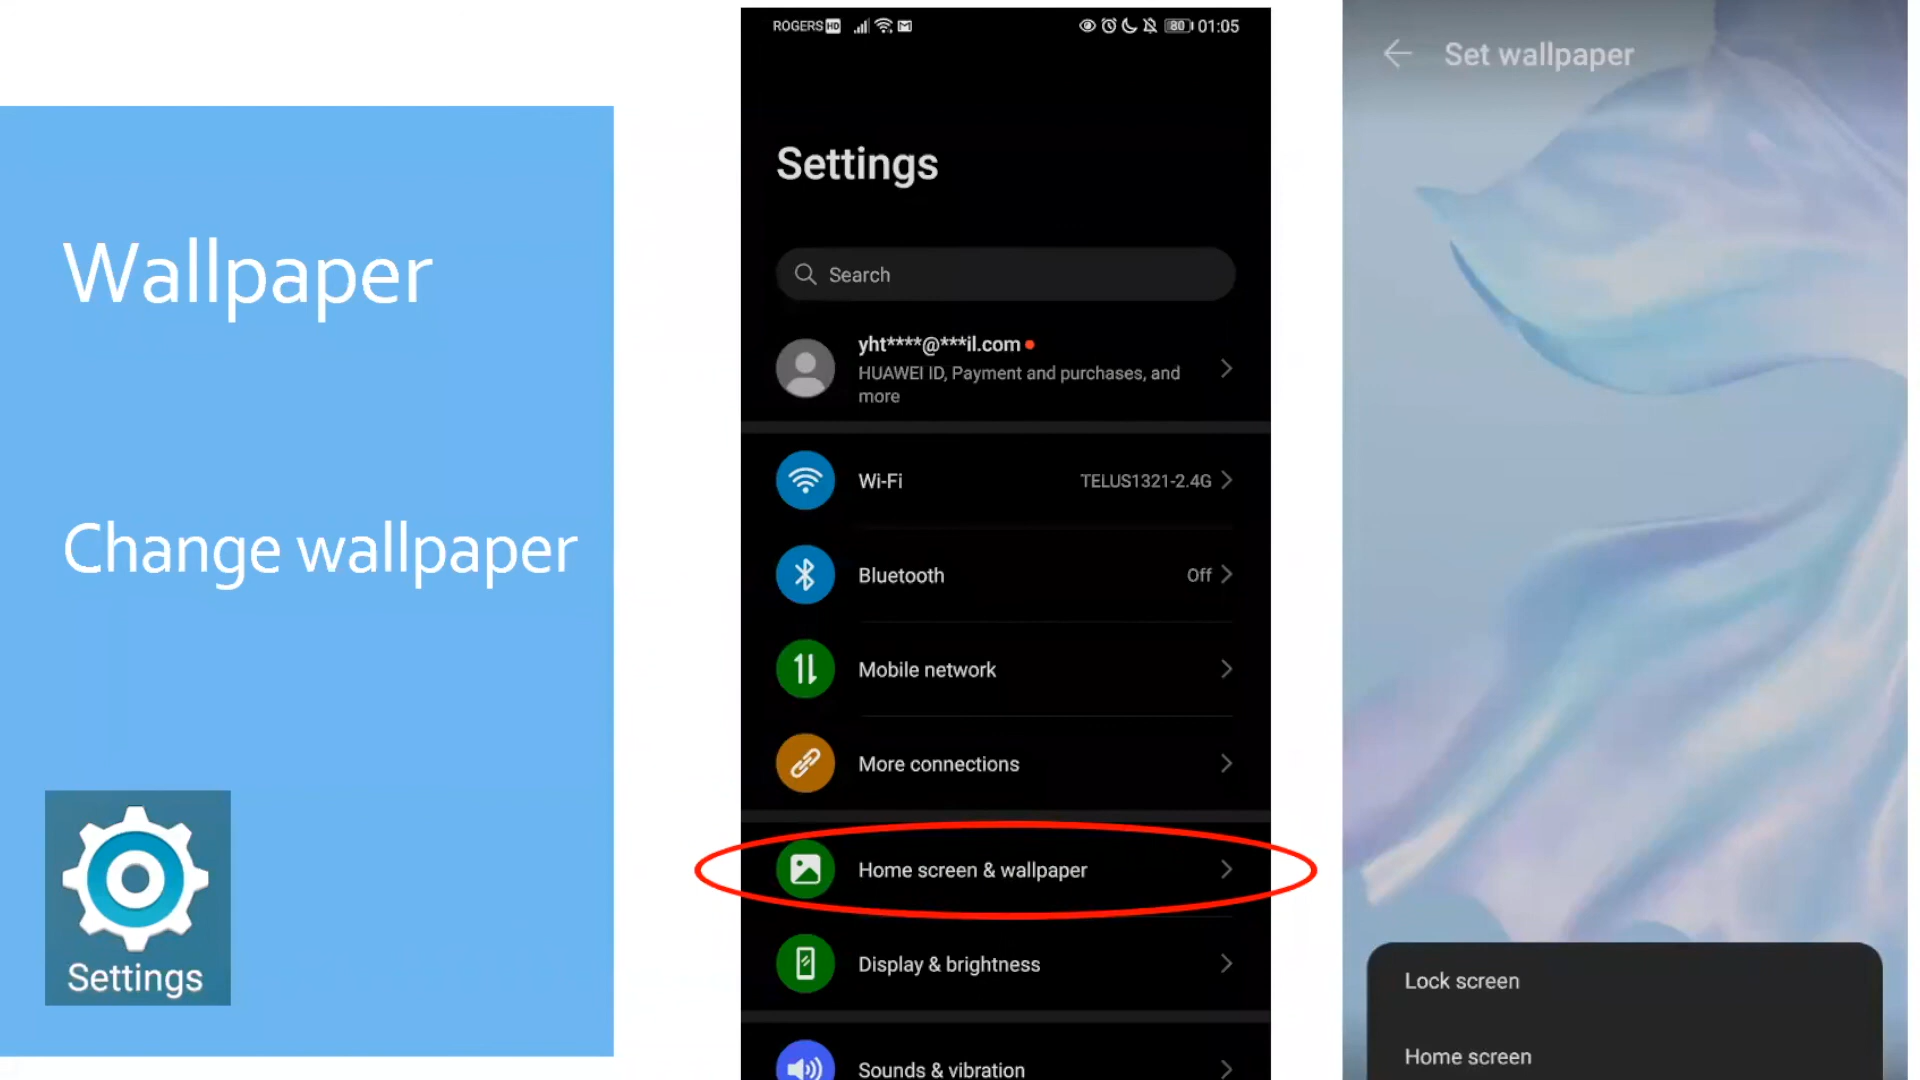 Wallpaper
Change wallpaper
Settings
ROGERS HD 80 01:05
Settings
Search
yht****@***il.com
HUAWEI ID, Payment and purchases, and
more
Wi-Fi TELUS1321-2.4G
Bluetooth Off
Mobile network
More connections
Home screen & wallpaper
Display & brightness
Sounds & vibration
Set wallpaper
Lock screen
Home screen